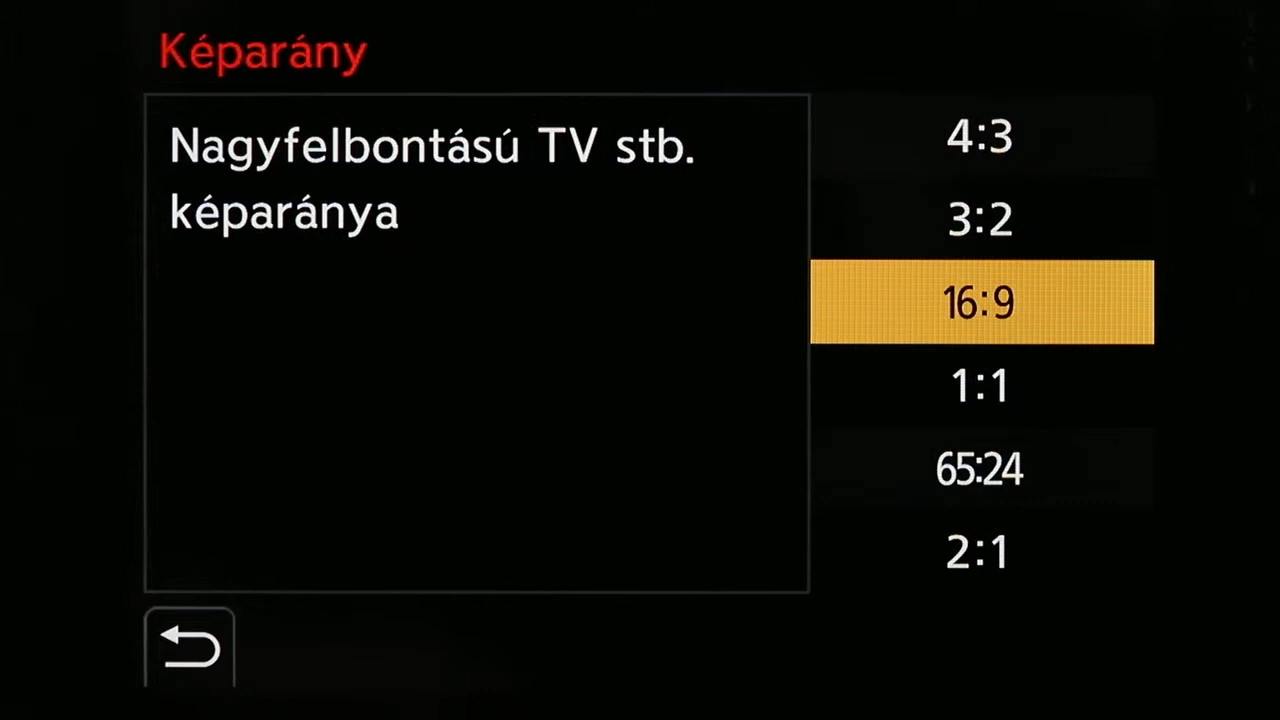 Képarány
Nagyfelbontású TV stb.
képaránya
4:3
3:2
16:9
1:1
65:24
2:1